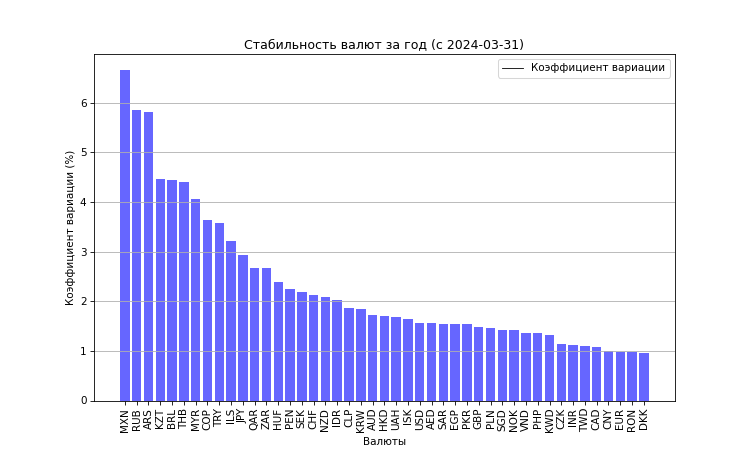 Стабильность валют за год (с 2024-03-31)
Коэффициент вариации
Коэффициент вариации (%)
6
5
4
3
2
1
0
MXN
RUB
ARS
KZT
BRL
THB
MYR
COP
TRY
ILS
JPY
QAR
ZAR
HUF
PEN
SEK
CHF
NZD
IDR
CLP
KRW
AUD
HKD
UAH
ISK
USD
AED
SAR
EGP
PKR
GBP
PLN
SGD
NOK
VND
PHP
KWD
CZK
INR
TWD
CAD
CNY
EUR
RON
DKK
Валюты